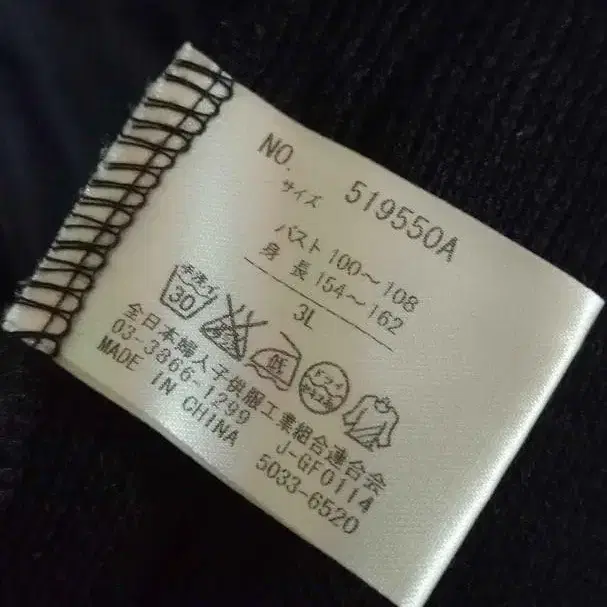 NO. 519550A
サイズ
バスト 100～108
身 長 154～162
3L
手洗イ
30
低
ドライ
全日本婦人子供服工業組合連合会
03-3866-1299 J-GF0114
MADE IN CHINA 5033-6520